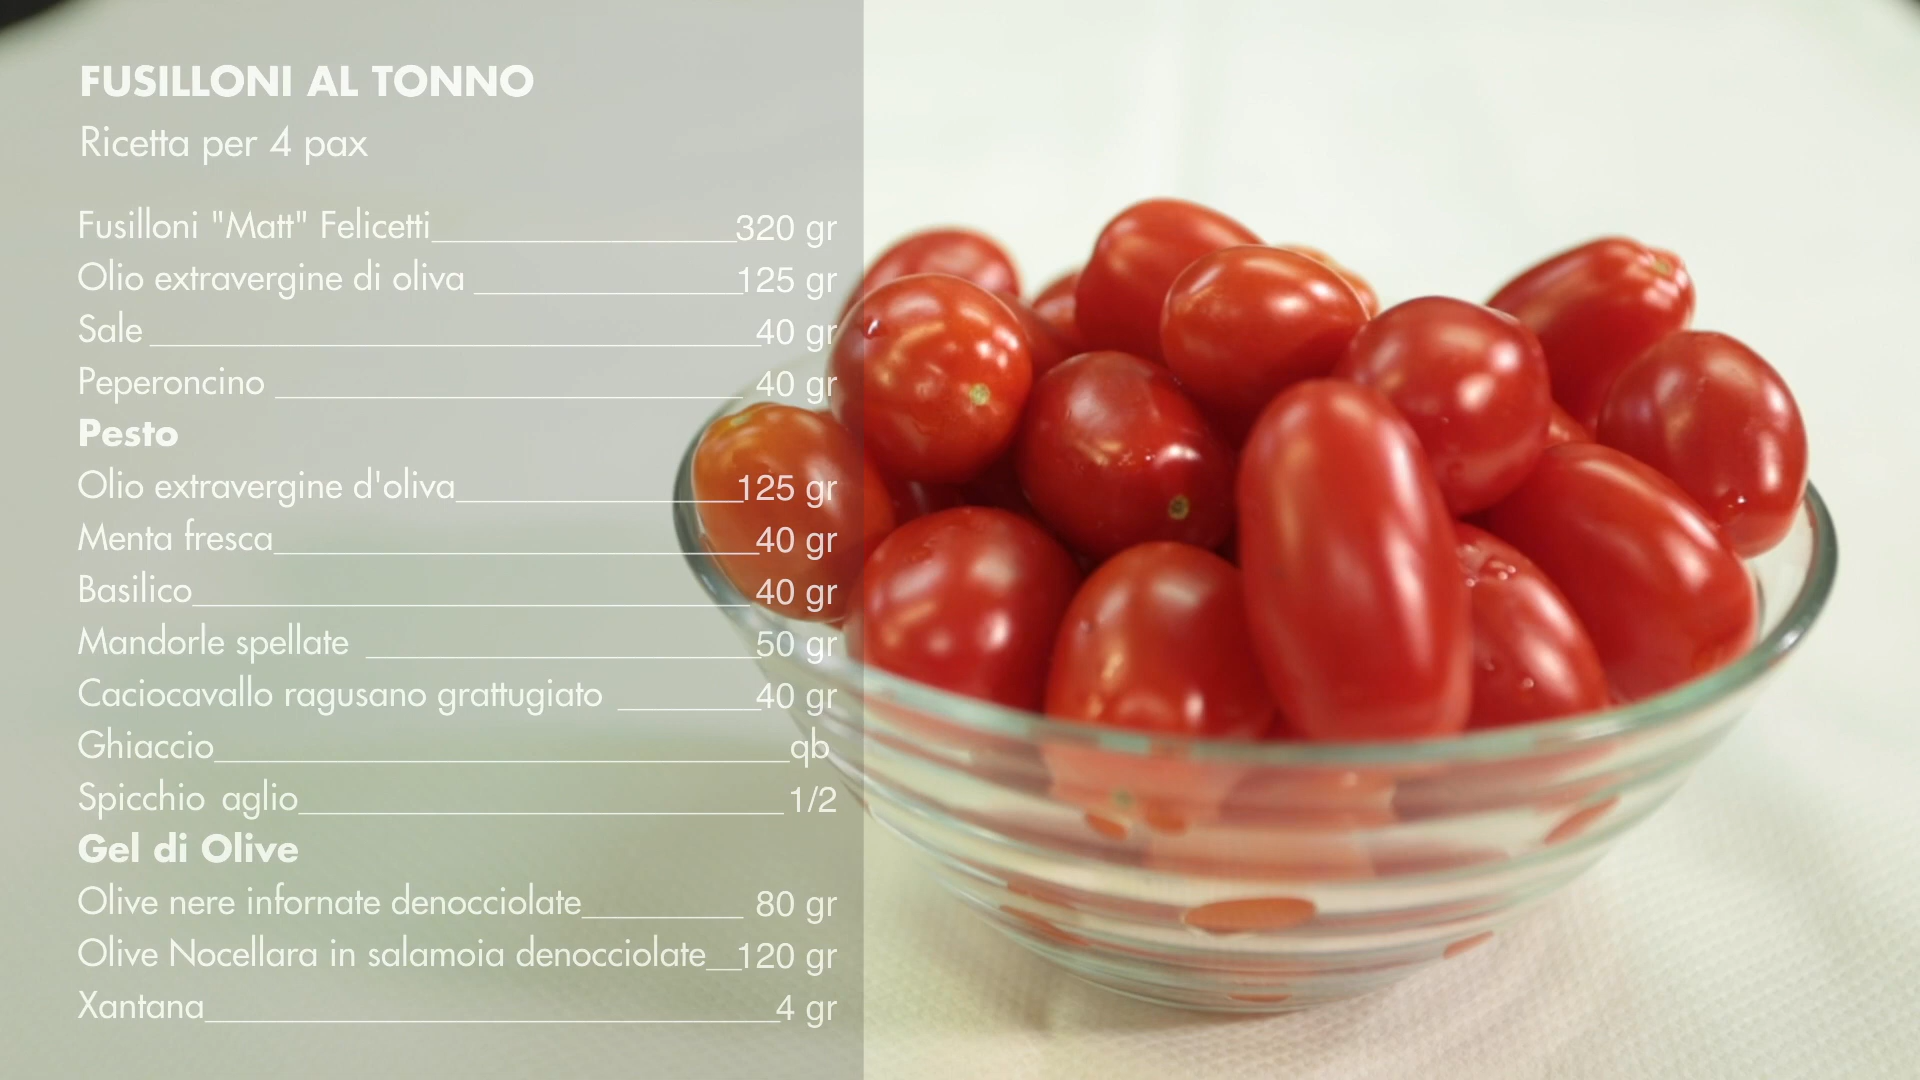 FUSILLONI AL TONNO
Ricetta per 4 pax
Fusilloni "Matt" Felicetti 320 gr
Olio extravergine di oliva 125 gr
Sale 40 gr
Peperoncino 40 gr
Pesto
Olio extravergine d'oliva 125 gr
Menta fresca 40 gr
Basilico 40 gr
Mandorle spellate 50 gr
Caciocavallo ragusano grattugiato 40 gr
Ghiaccio qb
Spicchio aglio 1/2
Gel di Olive
Olive nere infornate denocciolate 80 gr
Olive Nocellara in salamoia denocciolate 120 gr
Xantana 4 gr